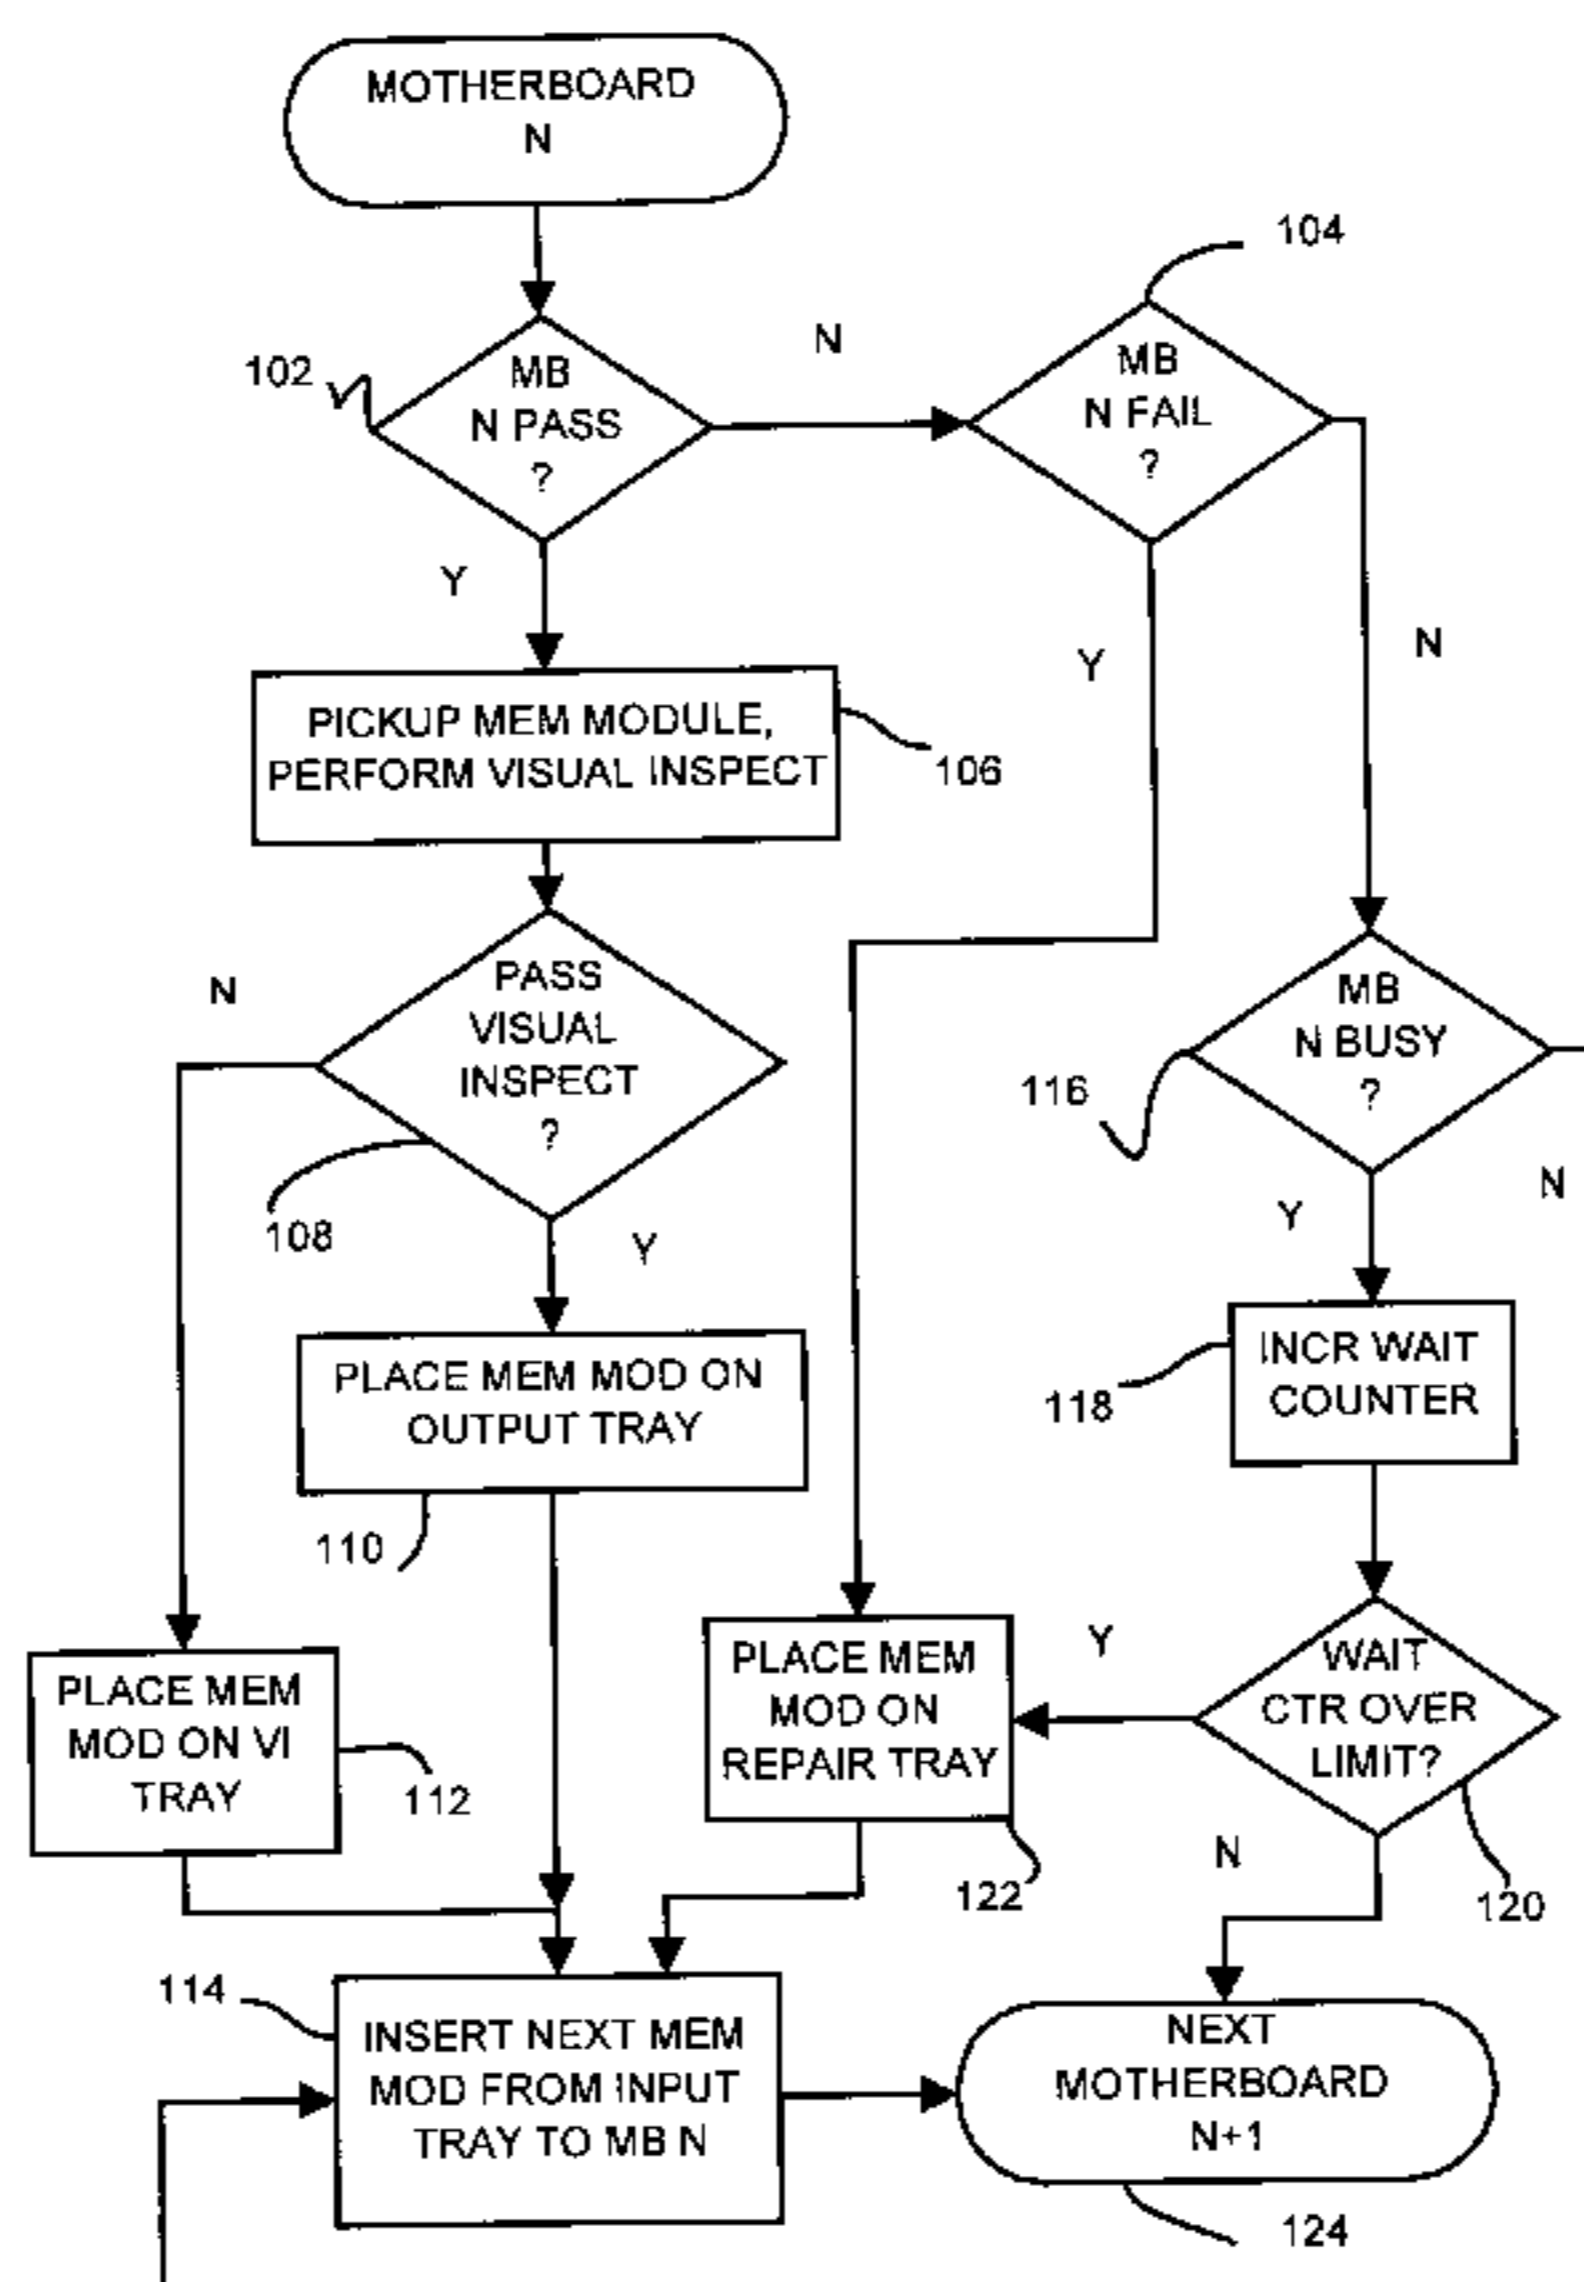 MOTHERBOARD
N
104
102
MB
N PASS
?
N
MB
N FAIL
?
Y
Y
N
PICKUP MEM MODULE,
PERFORM VISUAL INSPECT
106
N
PASS
VISUAL
INSPECT
?
MB
N BUSY
?
116
N
108
Y
Y
PLACE MEM MOD ON
OUTPUT TRAY
INCR WAIT
COUNTER
118
110
PLACE MEM
MOD ON VI
TRAY
112
PLACE MEM
MOD ON
REPAIR TRAY
Y
WAIT
CTR OVER
LIMIT?
N
122
120
114
INSERT NEXT MEM
MOD FROM INPUT
TRAY TO MB N
NEXT
MOTHERBOARD
N+1
124